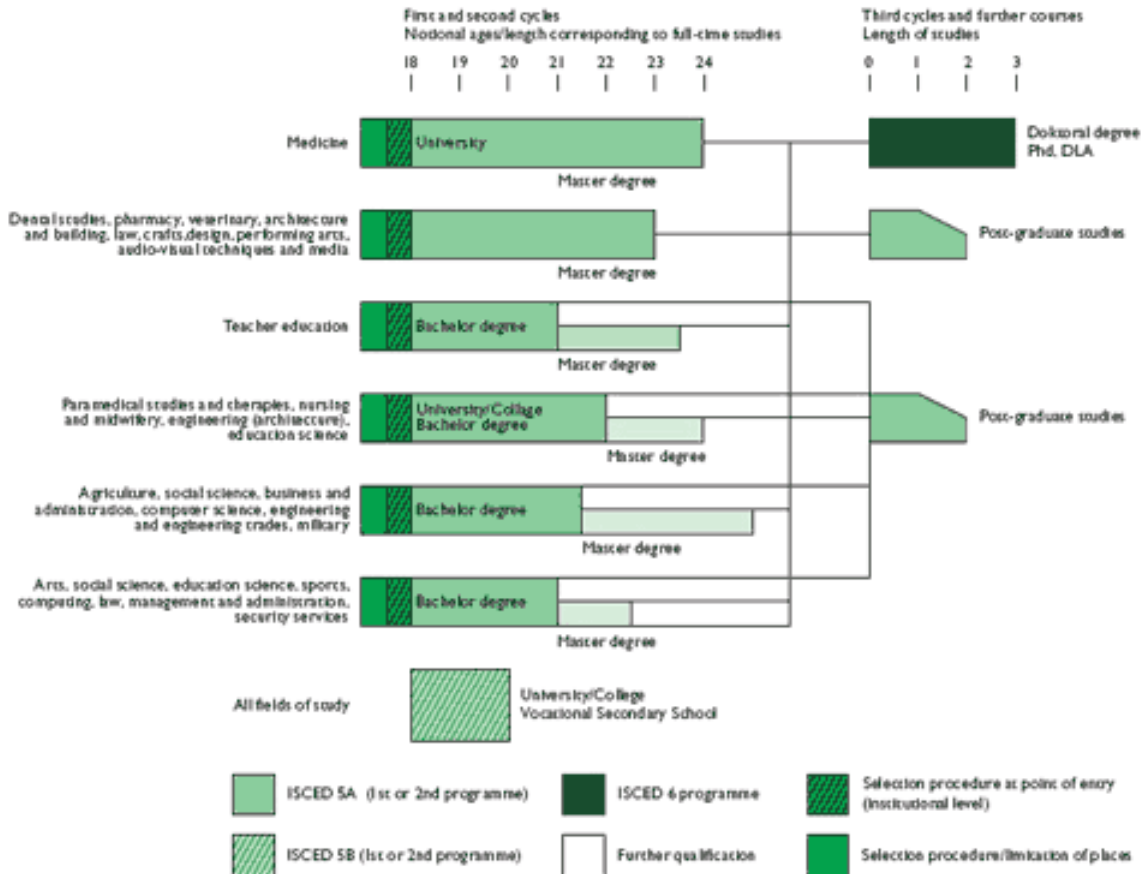 First and second cycles
Notional ages/length corresponding to full-time studies
Third cycles and further courses
Length of studies
18 19 20 21 22 23 24
0 1 2 3
Medicine
University
Master degree
Doktoral degree
Phd, DLA
Dental studies, pharmacy, veterinary, architecture
and building, law, crafts,design, performing arts,
audio-visual techniques and media
Master degree
Post-graduate studies
Teacher education
Bachelor degree
Master degree
Paramedical studies and therapies, nursing
and midwifery, engineering (architecture),
education science
University/Collage
Bachelor degree
Master degree
Post-graduate studies
Agriculture, social science, business and
administration, computer science, engineering
and engineering trades, military
Bachelor degree
Master degree
Arts, social science, education science, sports,
computing, law, management and administration,
security services
Bachelor degree
Master degree
All fields of study
University/College
Vocational Secondary School
ISCED 5A (1st or 2nd programme)
ISCED 6 programme
Selection procedure at point of entry
(institutional level)
ISCED 5B (1st or 2nd programme)
Further qualification
Selection procedure/limitation of places